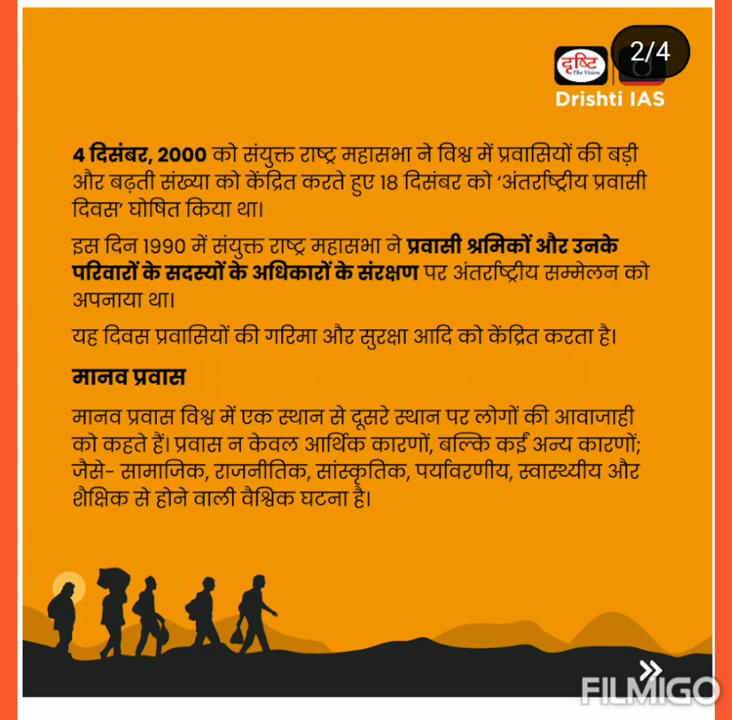 2/4
दृष्टि
The Vision
Drishti IAS
4 दिसंबर, 2000 को संयुक्त राष्ट्र महासभा ने विश्व में प्रवासियों की बड़ी
और बढ़ती संख्या को केंद्रित करते हुए 18 दिसंबर को ‘अंतर्राष्ट्रीय प्रवासी
दिवस’ घोषित किया था।
इस दिन 1990 में संयुक्त राष्ट्र महासभा ने प्रवासी श्रमिकों और उनके
परिवारों के सदस्यों के अधिकारों के संरक्षण पर अंतर्राष्ट्रीय सम्मेलन को
अपनाया था।
यह दिवस प्रवासियों की गरिमा और सुरक्षा आदि को केंद्रित करता है।
मानव प्रवास
मानव प्रवास विश्व में एक स्थान से दूसरे स्थान पर लोगों की आवाजाही
को कहते हैं। प्रवास न केवल आर्थिक कारणों, बल्कि कई अन्य कारणों;
जैसे- सामाजिक, राजनीतिक, सांस्कृतिक, पर्यावरणीय, स्वास्थ्यीय और
शैक्षिक से होने वाली वैश्विक घटना है।
FILMIGO